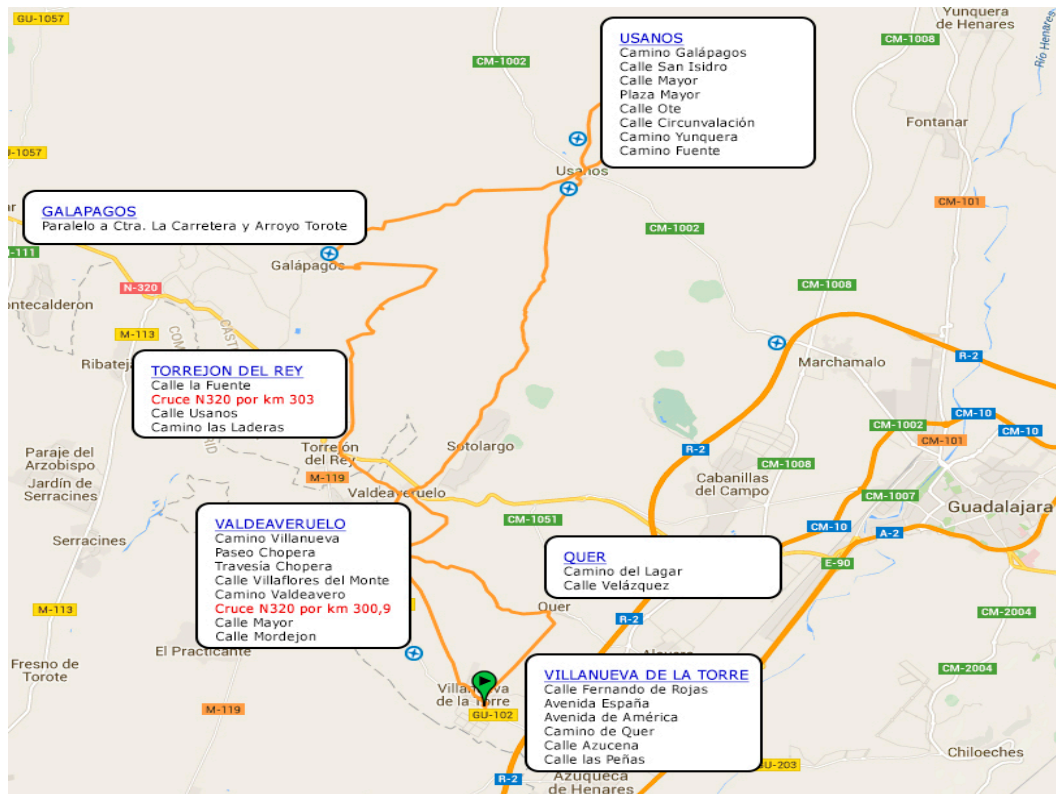 GU-1057
Yunquera
de Henares
CM-1008
Río Henares
CM-1002
USANOS
Camino Galápagos
Calle San Isidro
Calle Mayor
Plaza Mayor
Calle Ote
Calle Circunvalación
Camino Yunquera
Camino Fuente
Fontanar
U-1057
Usanos
CM-101
GALAPAGOS
Paralelo a Ctra. La Carretera y Arroyo Torote
CM-1002
-111
Galápagos
N-320
CM-1008
ontecalderon
M-113
Ribatej
R-2
Marchamalo
TORREJON DEL REY
Calle la Fuente
Cruce N320 por km 303
Calle Usanos
Camino las Laderas
CM-10
CM-1002
CM-10
CM-101
Paraje del
Arzobispo
Jardín de
Serracines
Torrejón
del Rey
M-119
Sotolargo
R-2
CM-1008
Cabanillas
del Campo
CM-1007
Guadalajara
Valdeaveruelo
CM-1051
CM-10
A-2
Serracines
VALDEAVERUELO
Camino Villanueva
Paseo Chopera
Travesía Chopera
Calle Villaflores del Monte
Camino Valdeavero
Cruce N320 por km 300,9
Calle Mayor
Calle Mordejon
QUER
Camino del Lagar
Calle Velázquez
E-90
M-113
Quer
R-2
CM-2004
El Practicante
Fresno de
Torote
CM-2004
VILLANUEVA DE LA TORRE
Calle Fernando de Rojas
Avenida España
Avenida de América
Camino de Quer
Calle Azucena
Calle las Peñas
Villanueva
de la Torre
GU-102
M-119
Chiloeches
GU-203
R-2
Azuqueca
de Henares